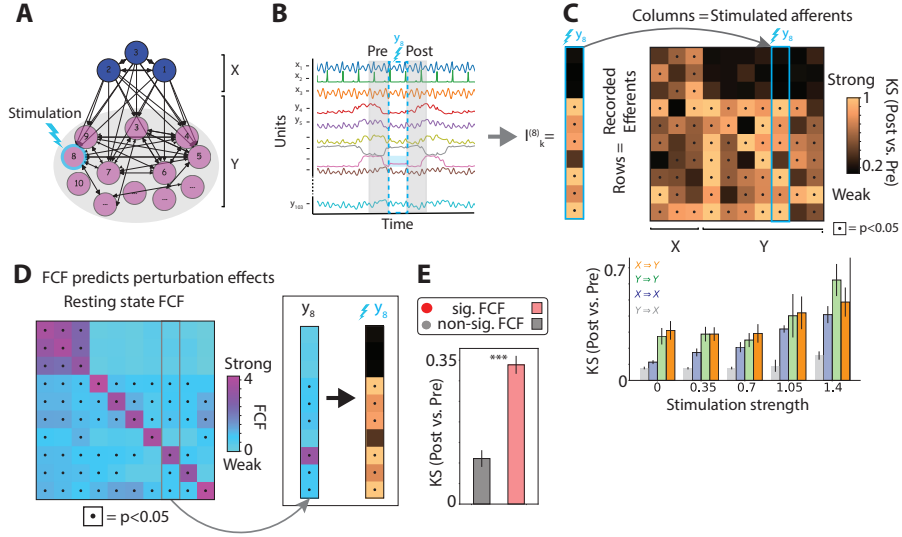 A
3
2
1
X
Stimulation
9
3
4
8
5
7
6
10
...
...
...
...
Y
B
y8
Pre
Post
x1
x2
x3
y4
y5
Units
y100
Time
I(8)k
C
Columns = Stimulated afferents
y8
Rows = Recorded
Efferents
Strong
1
0.2
Weak
KS (Post vs. Pre)
= p<0.05
X
Y
0.7
X⇒Y
Y⇒Y
X⇒X
Y⇒X
KS (Post vs. Pre)
0
0
0.35
0.7
1.05
1.4
Stimulation strength
D
FCF predicts perturbation effects
Resting state FCF
Strong
4
FCF
0
Weak
= p<0.05
y8
y8
E
sig. FCF
non-sig. FCF
0.35
***
KS (Post vs. Pre)
0